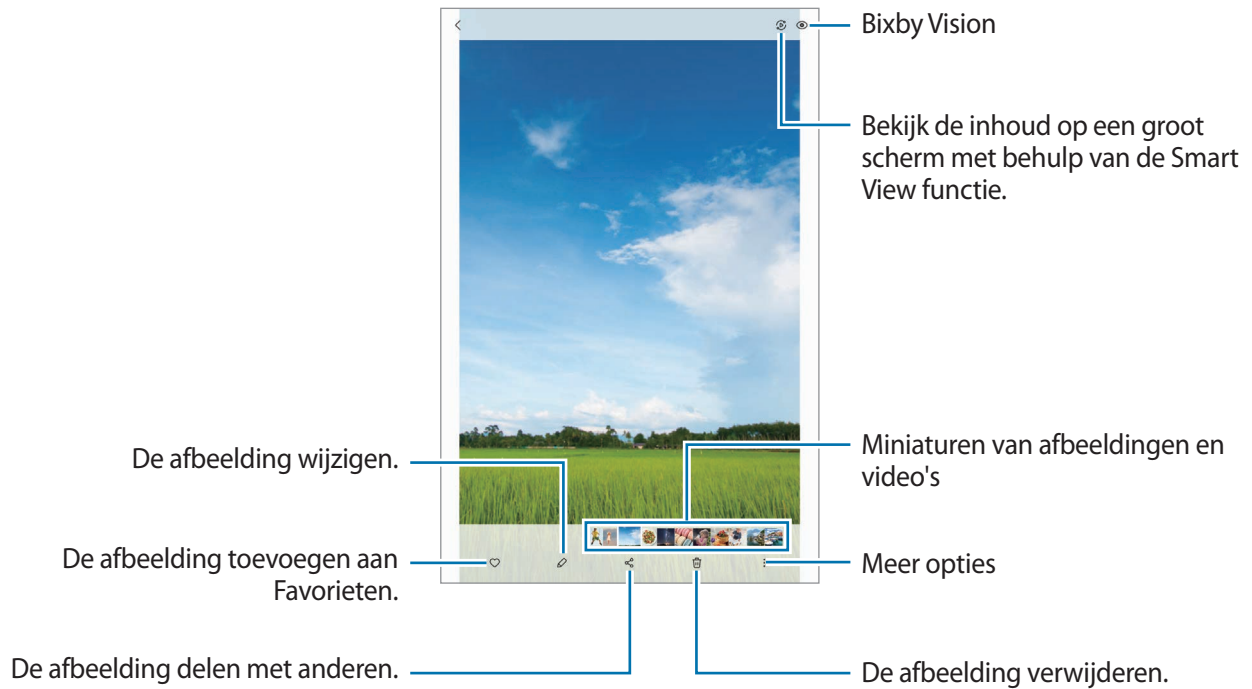 Bixby Vision
Bekijk de inhoud op een groot
scherm met behulp van de Smart
View functie.
De afbeelding wijzigen.
Miniaturen van afbeeldingen en
video's
De afbeelding toevoegen aan
Favorieten.
Meer opties
De afbeelding delen met anderen.
De afbeelding verwijderen.